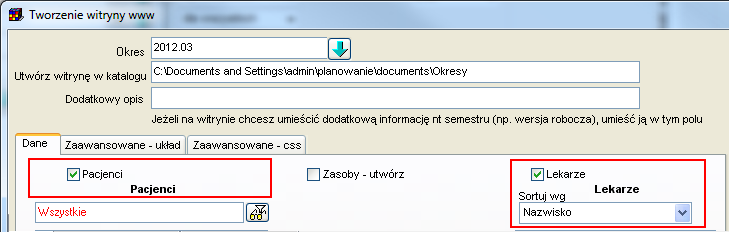 Tworzenie witryny www
Okres 2012.03
Utwórz witrynę w katalogu C:\Documents and Settings\admin\planowanie\documents\Okresy
Dodatkowy opis
Jeżeli na witrynie chcesz umieścić dodatkową informację nt semestru (np. wersja robocza), umieść ją w tym polu
Dane Zaawansowane - układ Zaawansowane - css
Pacjenci Zasoby - utwórz Lekarze
Pacjenci Lekarze
Sortuj wg
Wszystkie Nazwisko